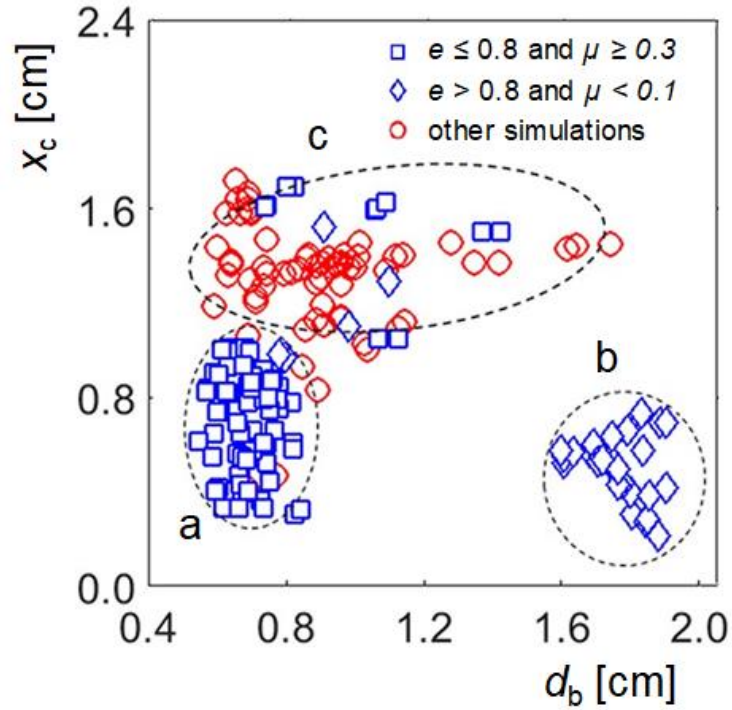 2.4
e ≤ 0.8 and μ ≥ 0.3
e > 0.8 and μ < 0.1
other simulations
x_c [cm]
c
1.6
0.8
b
a
0.0
0.4 0.8 1.2 1.6 2.0
d_b [cm]